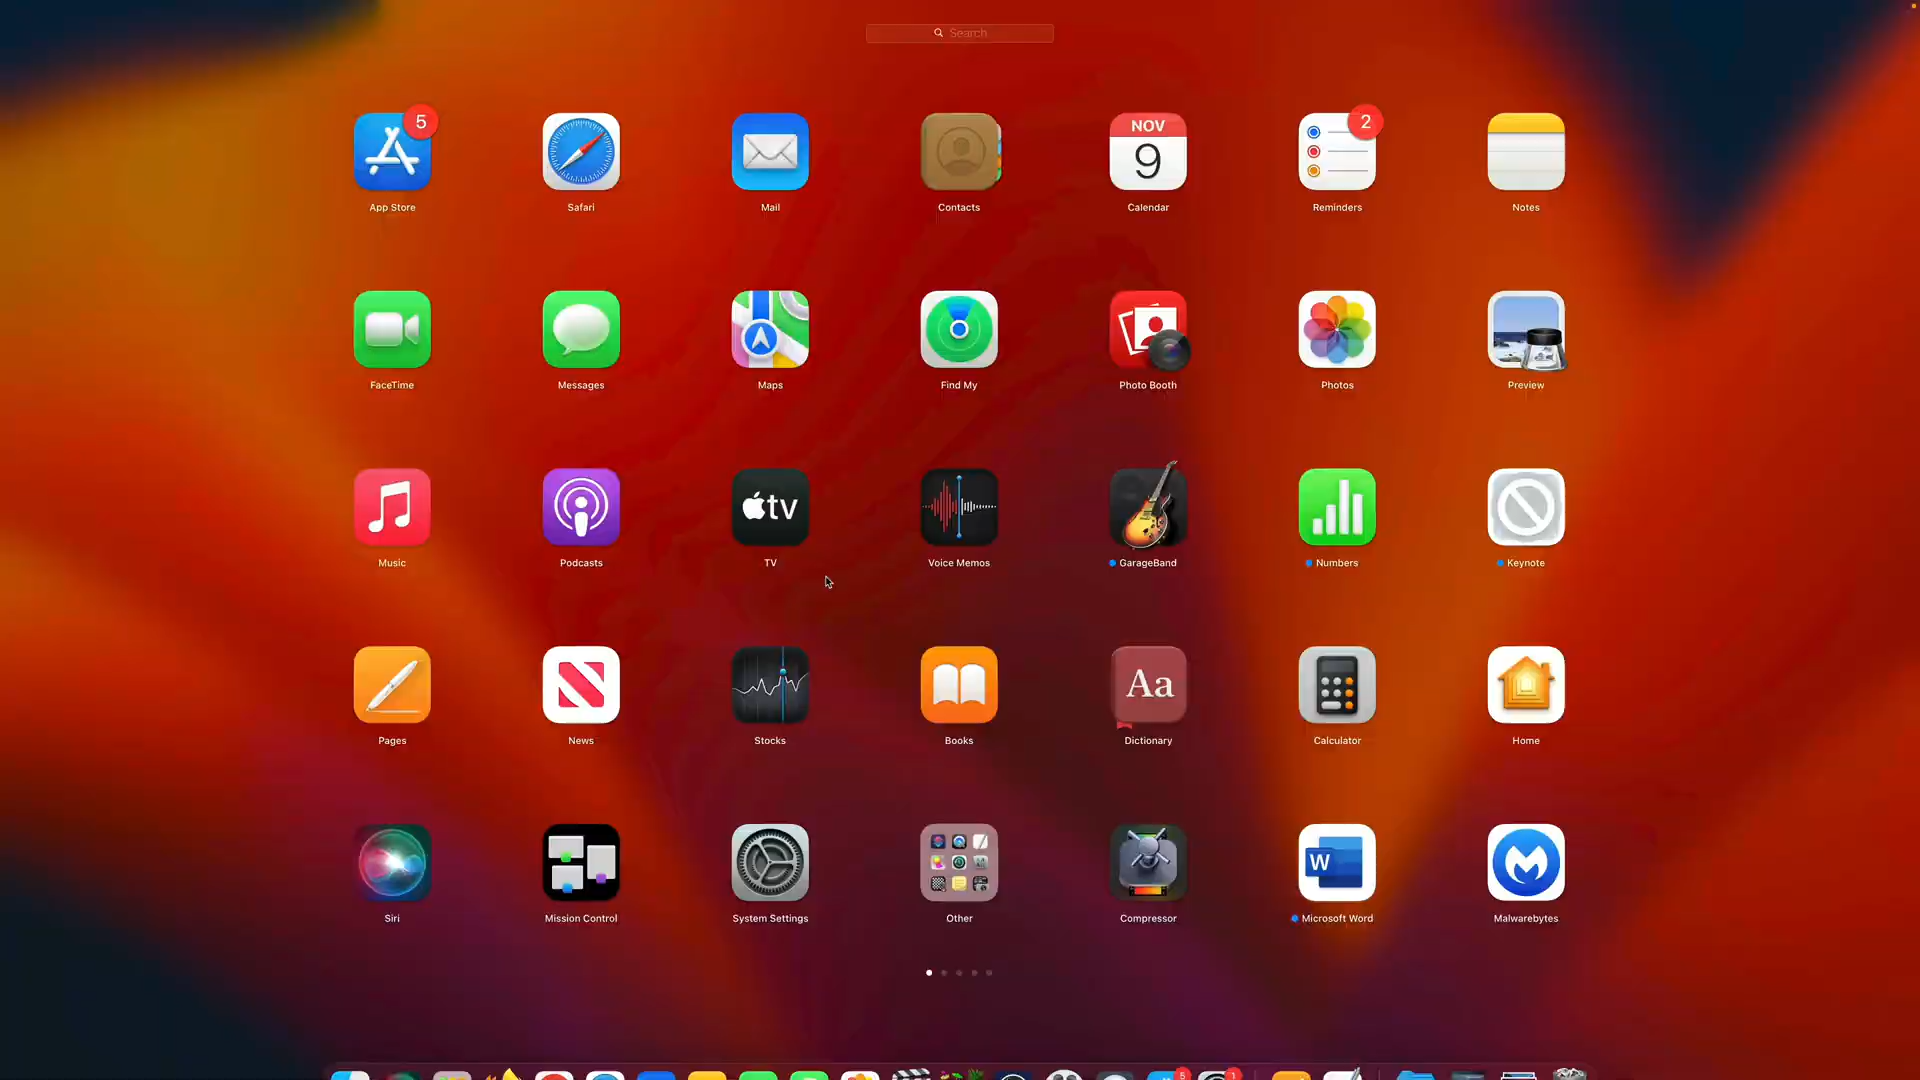 Search
5
NOV
9
2
App Store
Safari
Mail
Contacts
Calendar
Reminders
Notes
FaceTime
Messages
Maps
Find My
Photo Booth
Photos
Preview
tv
Music
Podcasts
TV
Voice Memos
GarageBand
Numbers
Keynote
Aa
Pages
News
Stocks
Books
Dictionary
Calculator
Home
W
Siri
Mission Control
System Settings
Other
Compressor
Microsoft Word
Malwarebytes
5
1